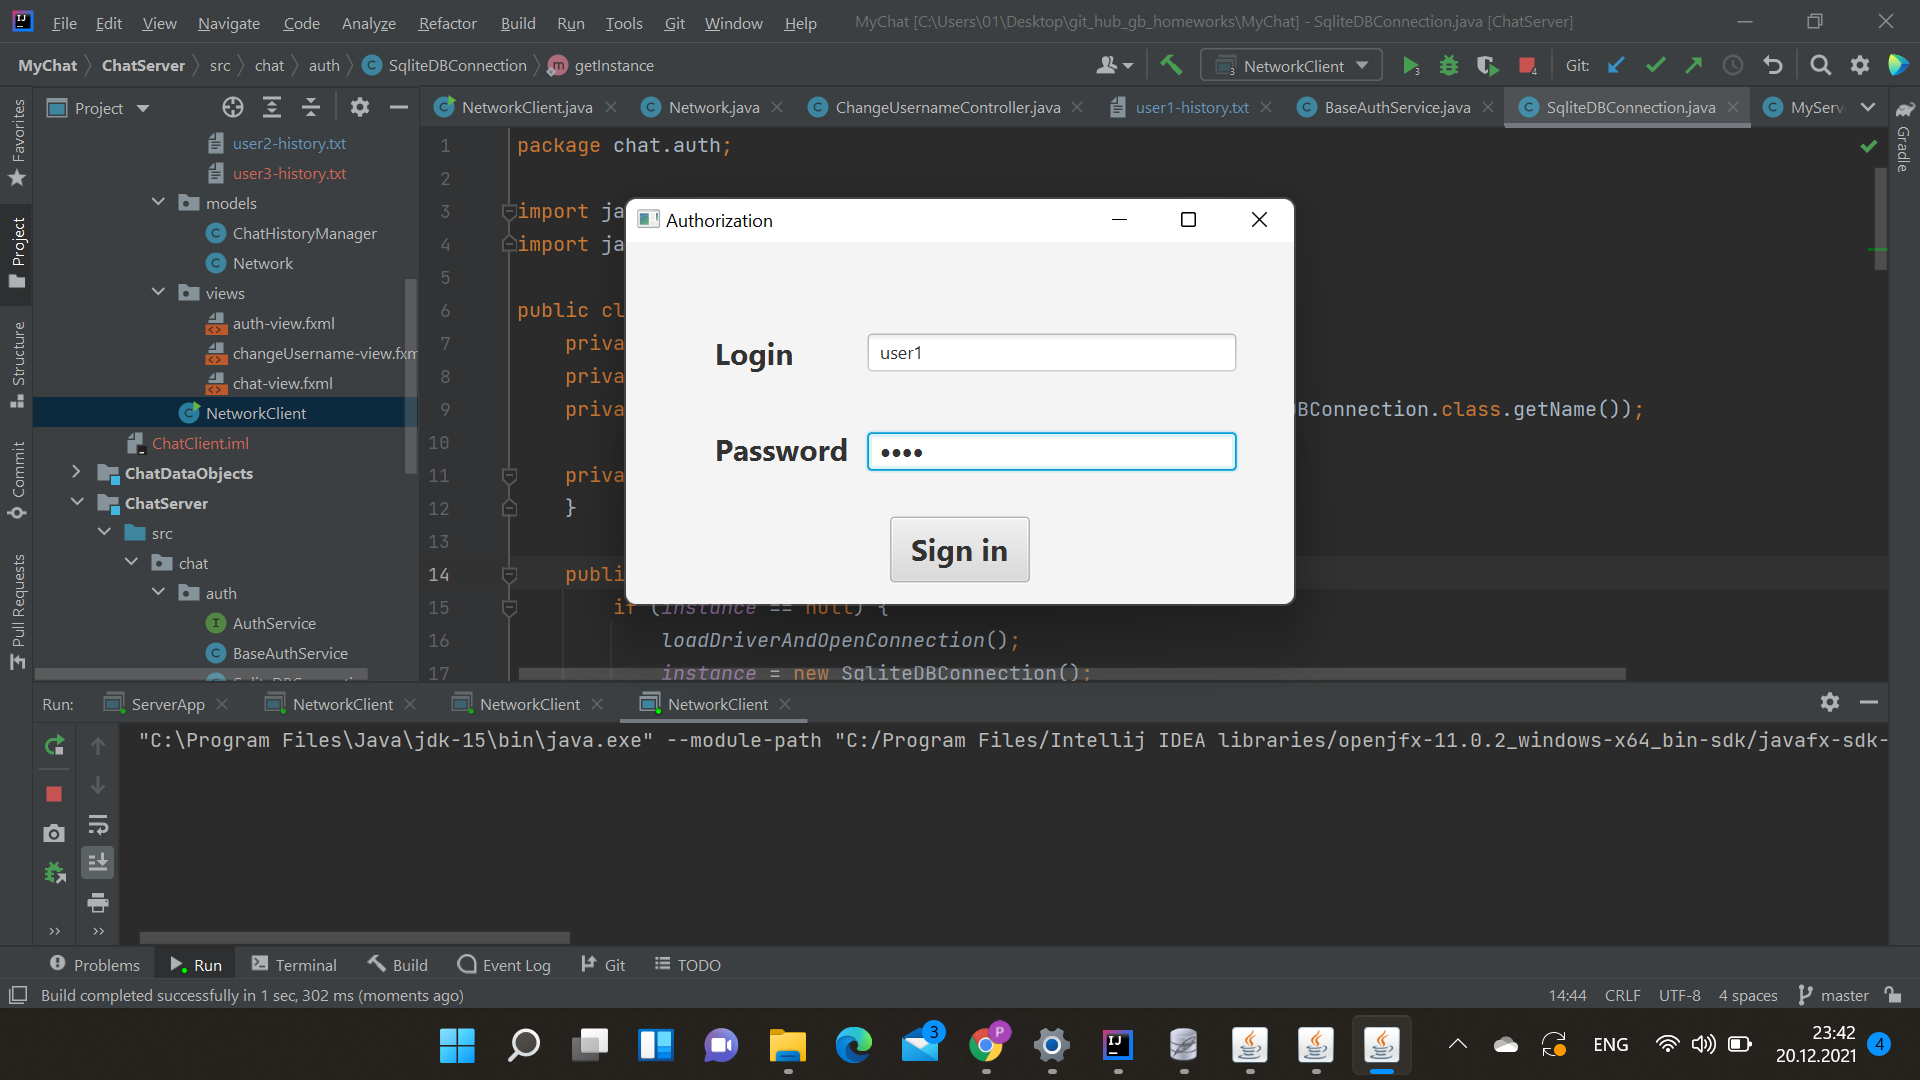 File Edit View Navigate Code Analyze Refactor Build Run Tools Git Window Help MyChat [C:\Users\01\Desktop\git_hub_gb_homeworks\MyChat] - SqliteDBConnection.java [ChatServer]
MyChat ChatServer src chat auth SqliteDBConnection getInstance NetworkClient Git:
Project
NetworkClient.java Network.java ChangeUsernameController.java user1-history.txt BaseAuthService.java SqliteDBConnection.java MyServ
Favorites
Project
Structure
Commit
Pull Requests
Gradle
user2-history.txt
user3-history.txt
models
ChatHistoryManager
Network
views
auth-view.fxml
changeUsername-view.fxm
chat-view.fxml
NetworkClient
ChatClient.iml
ChatDataObjects
ChatServer
src
chat
auth
AuthService
BaseAuthService
1 package chat.auth;
2
3 import ja
4 import ja
5
6 public cl
7 priva
8 priva
9 priva BConnection.class.getName());
10
11 priva
12 }
13
14 publi
15 if (instance == null) {
16 loadDriverAndOpenConnection();
17 instance = new SqliteDBConnection();
Authorization
Login user1
Password ••••
Sign in
Run: ServerApp NetworkClient NetworkClient NetworkClient
"C:\Program Files\Java\jdk-15\bin\java.exe" --module-path "C:/Program Files/Intellij IDEA libraries/openjfx-11.0.2_windows-x64_bin-sdk/javafx-sdk-
Problems Run Terminal Build Event Log Git TODO
Build completed successfully in 1 sec, 302 ms (moments ago) 14:44 CRLF UTF-8 4 spaces master
3 P IJ ENG 23:42 4
20.12.2021